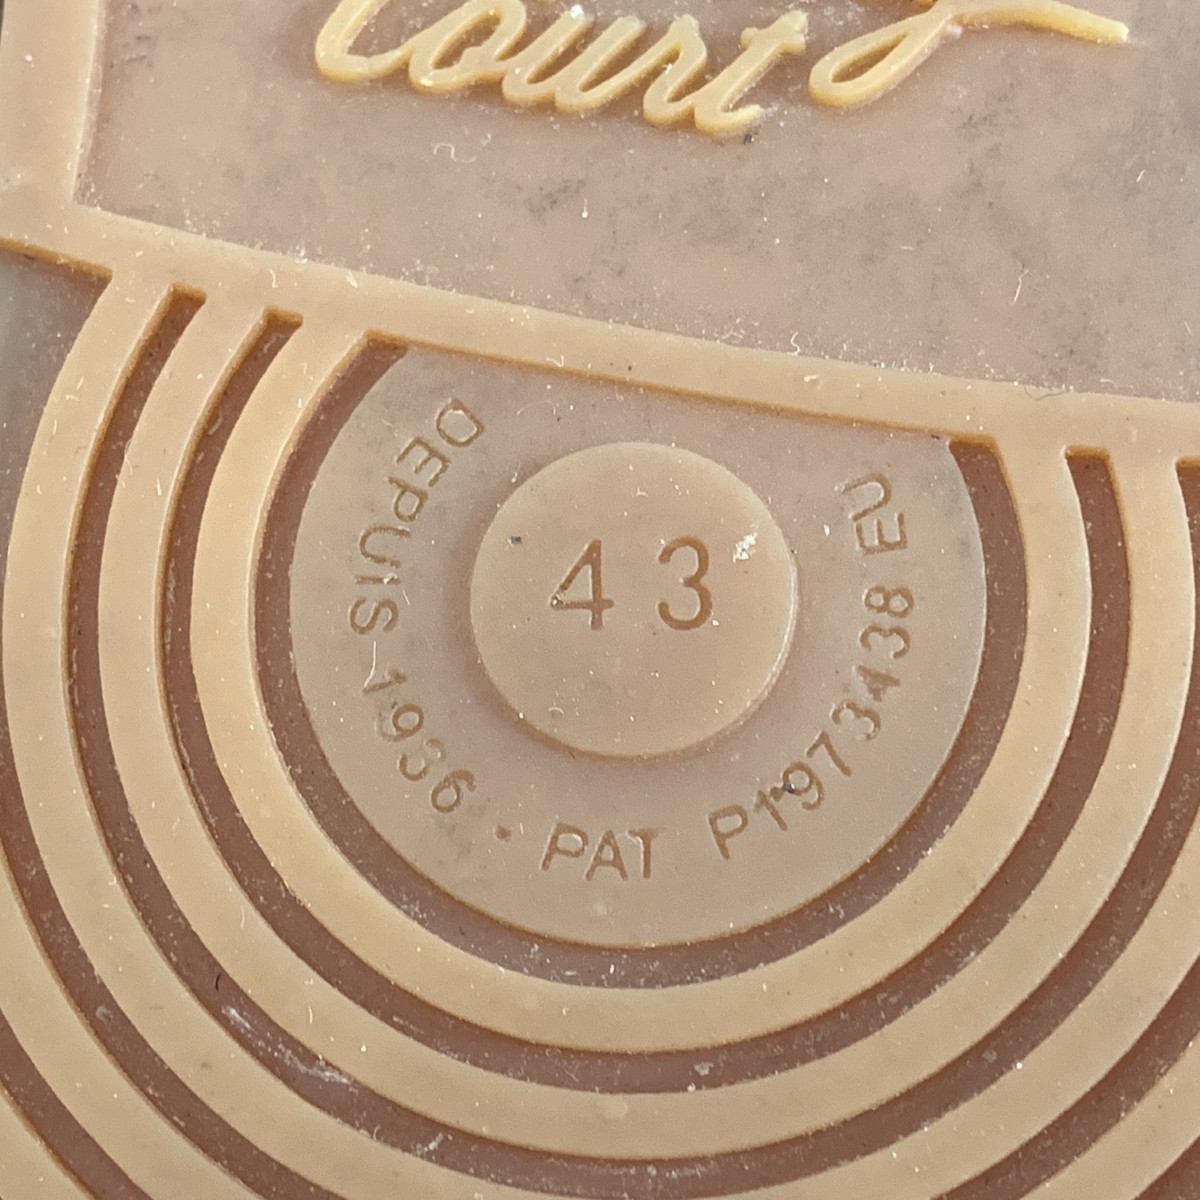 Court
43
DEPUIS 1936 · PAT P1973438 EU